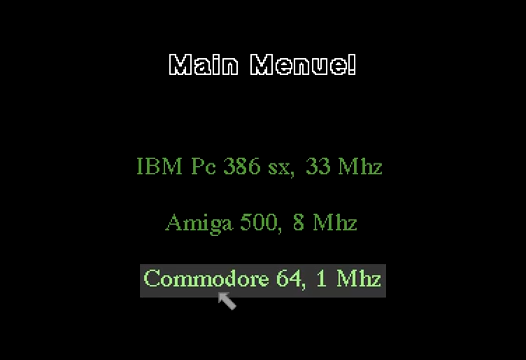 Main Menue!
IBM Pc 386 sx, 33 Mhz
Amiga 500, 8 Mhz
Commodore 64, 1 Mhz